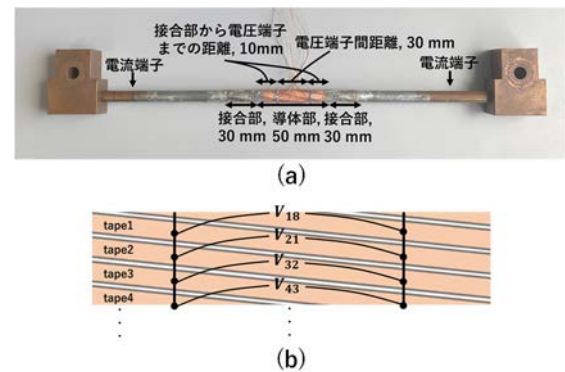 接合部から電圧端子
までの距離, 10mm
電圧端子間距離, 30 mm
電流端子
電流端子
接合部,
30 mm
導体部,
50 mm
接合部,
30 mm
(a)
V18
tape1
V21
tape2
V32
tape3
V43
tape4
(b)